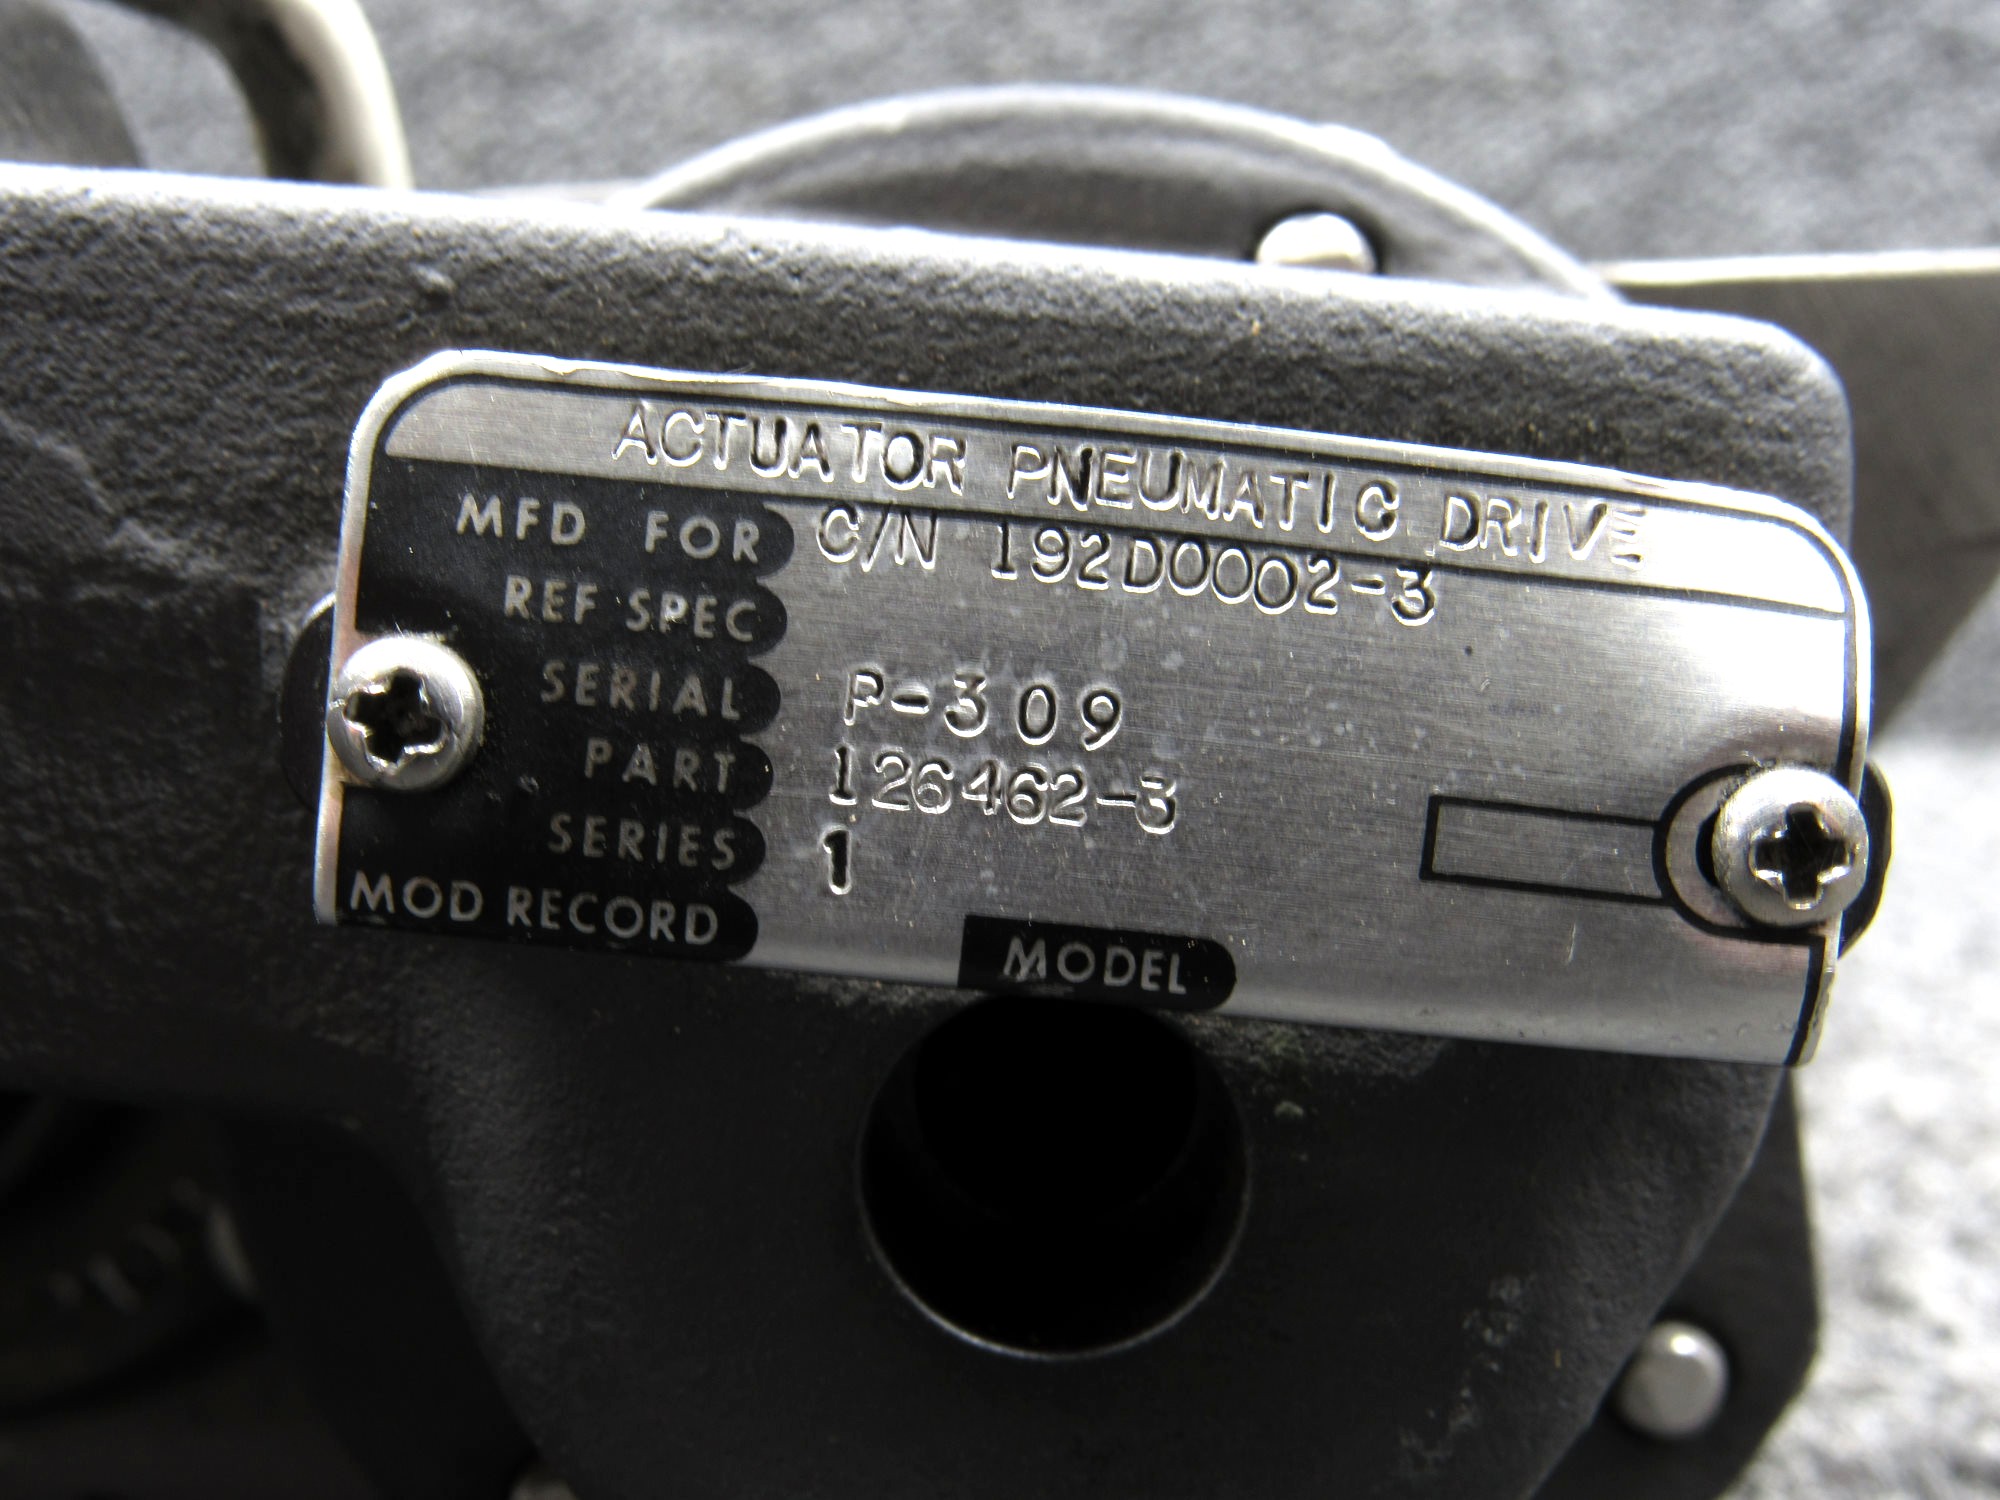 ACTUATOR PNEUMATIC DRIVE
MFD FOR C/N 192D0002-3
REF SPEC
SERIAL P-309
PART 126462-3
SERIES 1
MOD RECORD
MODEL